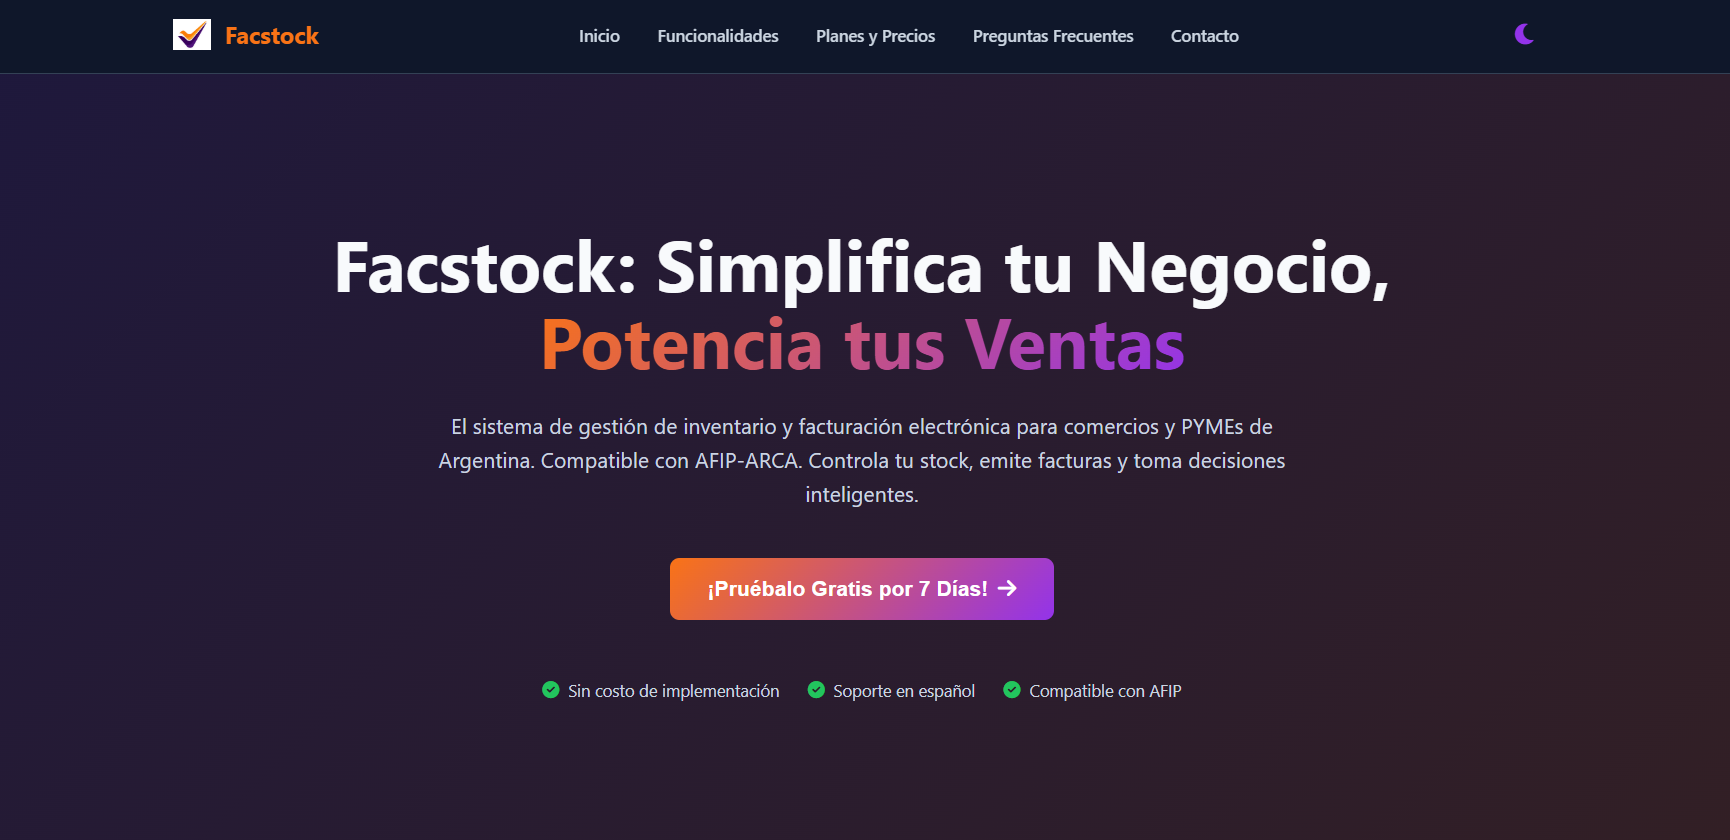 Facstock
Inicio
Funcionalidades
Planes y Precios
Preguntas Frecuentes
Contacto
Facstock: Simplifica tu Negocio,
Potencia tus Ventas
El sistema de gestión de inventario y facturación electrónica para comercios y PYMEs de
Argentina. Compatible con AFIP-ARCA. Controla tu stock, emite facturas y toma decisiones
inteligentes.
¡Pruébalo Gratis por 7 Días!
Sin costo de implementación
Soporte en español
Compatible con AFIP